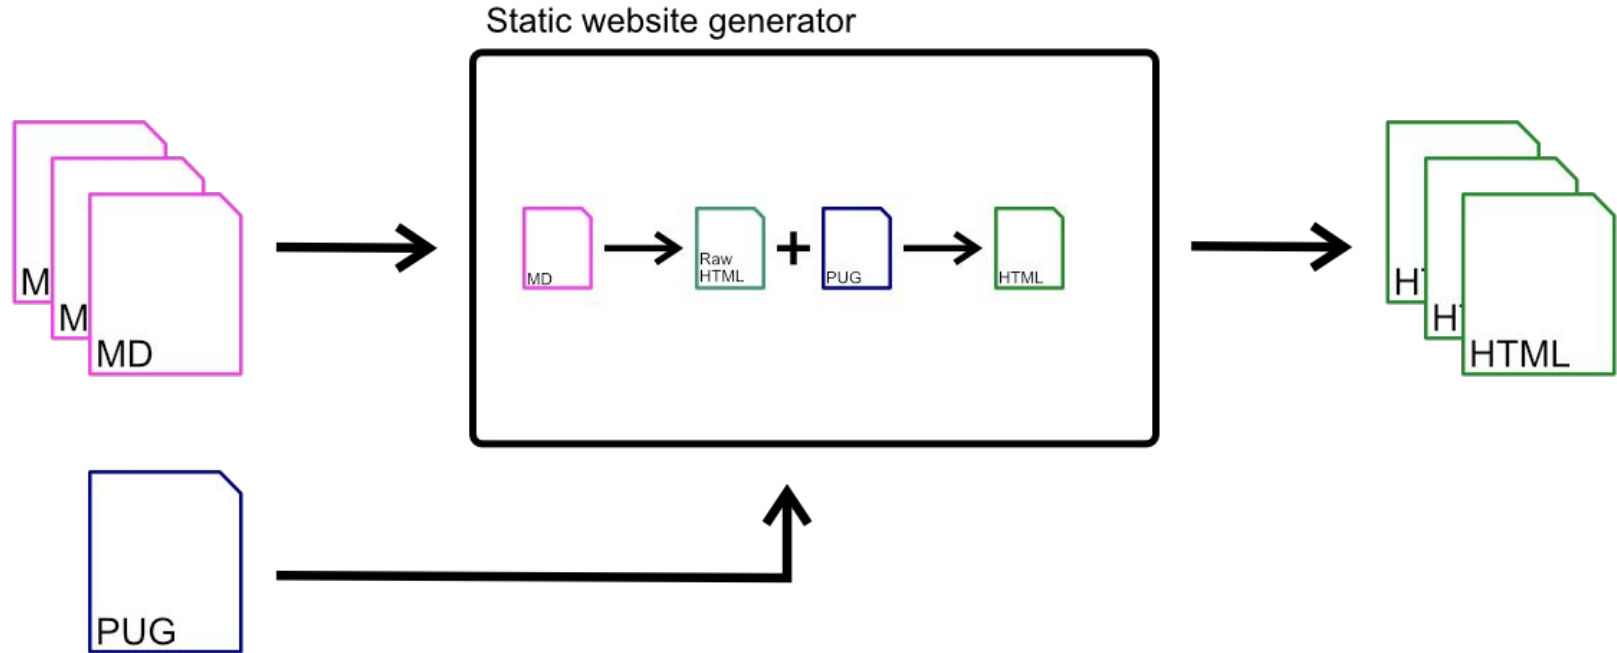 Static website generator
M
M
MD
MD
Raw
HTML
PUG
HTML
H
H
HTML
PUG